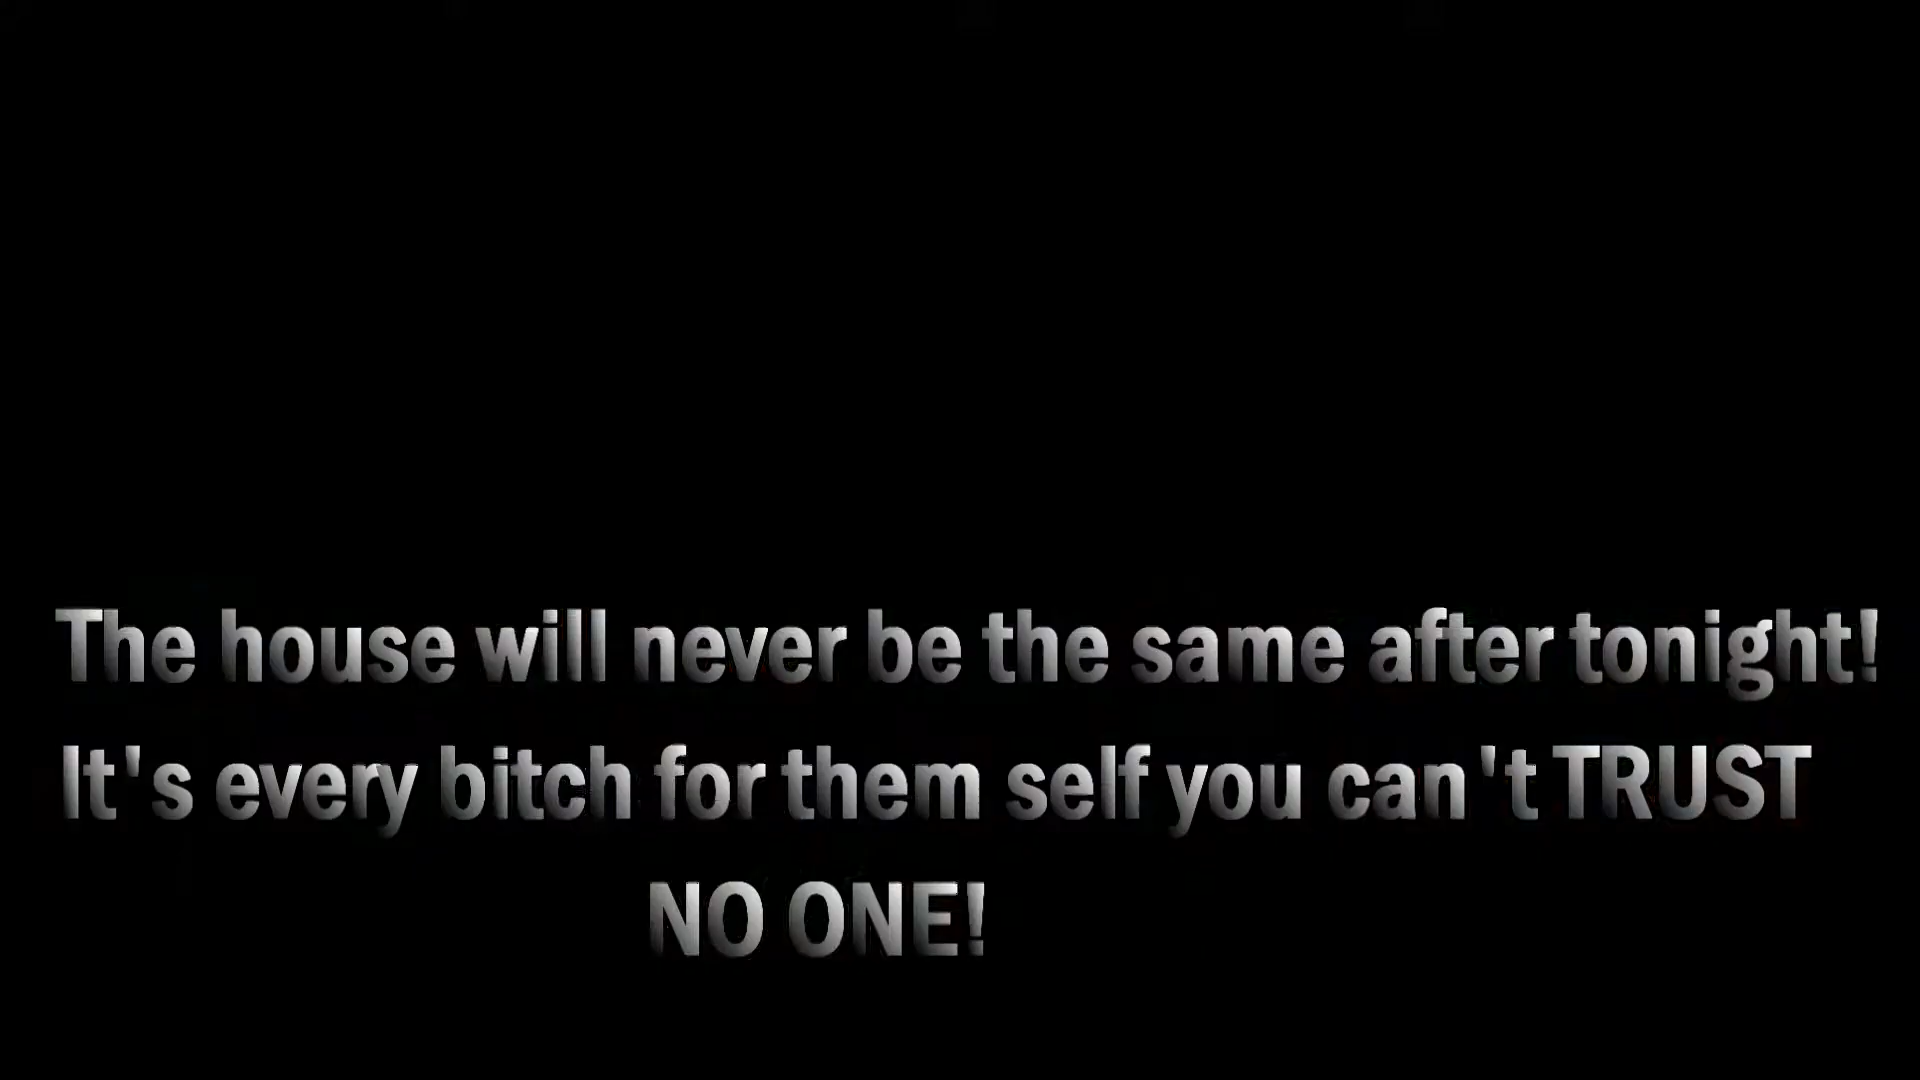 The house will never be the same after tonight!
It's every bitch for them self you can't TRUST
NO ONE!